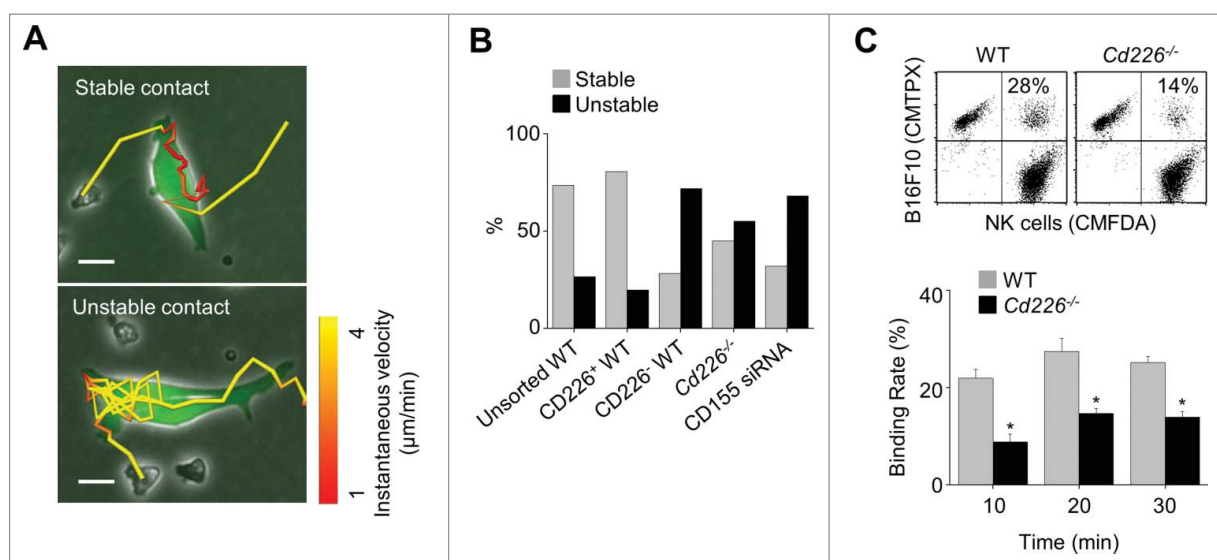 A
Stable contact
Unstable contact
4
1
Instantaneous velocity
(µm/min)
B
Stable
Unstable
100
50
0
%
Unsorted WT
CD226+ WT
CD226- WT
Cd226-/-
CD155 siRNA
C
WT
Cd226-/-
28%
14%
B16F10 (CMTPX)
NK cells (CMFDA)
WT
Cd226-/-
40
20
0
Binding Rate (%)
*
*
*
10
20
30
Time (min)